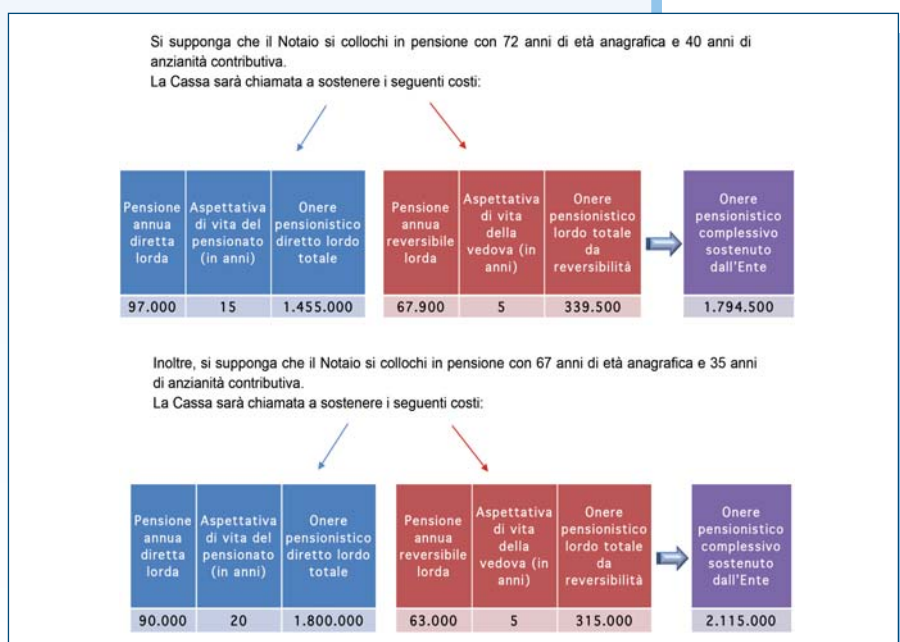 Si supponga che il Notaio si collochi in pensione con 72 anni di età anagrafica e 40 anni di
anzianità contributiva.
La Cassa sarà chiamata a sostenere i seguenti costi:
Pensione
annua
diretta
lorda
Aspettativa
di vita del
pensionato
(in anni)
Onere
pensionistico
diretto lordo
totale
Pensione
annua
reversibile
lorda
Aspettativa
di vita
della
vedova (in
anni)
Onere
pensionistico
lordo totale
da
reversibilità
Onere
pensionistico
complessivo
sostenuto
dall'Ente
97.000 15 1.455.000 67.900 5 339.500 1.794.500
Inoltre, si supponga che il Notaio si collochi in pensione con 67 anni di età anagrafica e 35 anni
di anzianità contributiva.
La Cassa sarà chiamata a sostenere i seguenti costi:
Pensione
annua
diretta
lorda
Aspettativa
di vita del
pensionato
(in anni)
Onere
pensionistico
diretto lordo
totale
Pensione
annua
reversibile
lorda
Aspettativa
di vita
della
vedova (in
anni)
Onere
pensionistico
lordo totale
da
reversibilità
Onere
pensionistico
complessivo
sostenuto
dall'Ente
90.000 20 1.800.000 63.000 5 315.000 2.115.000